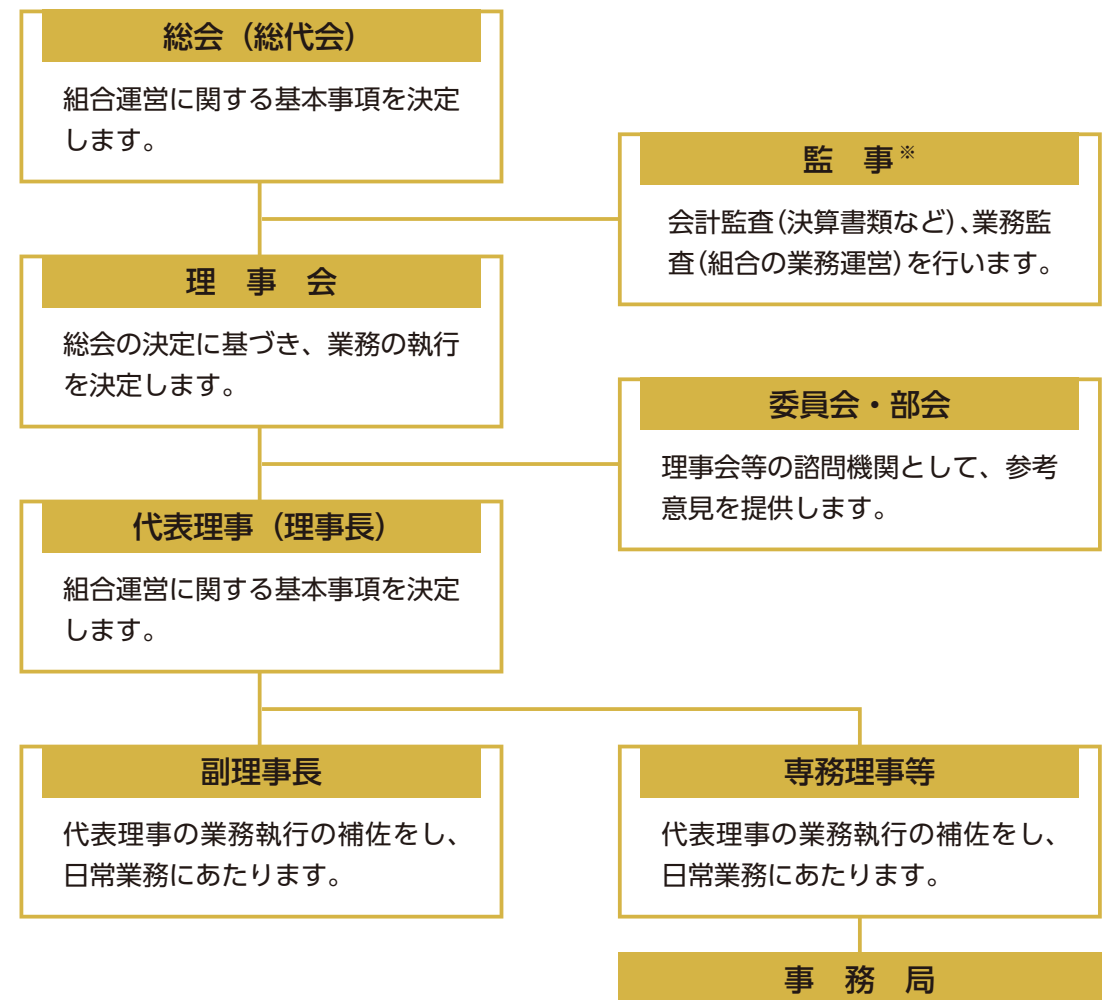 総会（総代会）
組合運営に関する基本事項を決定
します。
監　事※
会計監査(決算書類など)、業務監
査(組合の業務運営)を行います。
理　事　会
総会の決定に基づき、業務の執行
を決定します。
委員会・部会
理事会等の諮問機関として、参考
意見を提供します。
代表理事（理事長）
組合運営に関する基本事項を決定
します。
副理事長
代表理事の業務執行の補佐をし、
日常業務にあたります。
専務理事等
代表理事の業務執行の補佐をし、
日常業務にあたります。
事　務　局